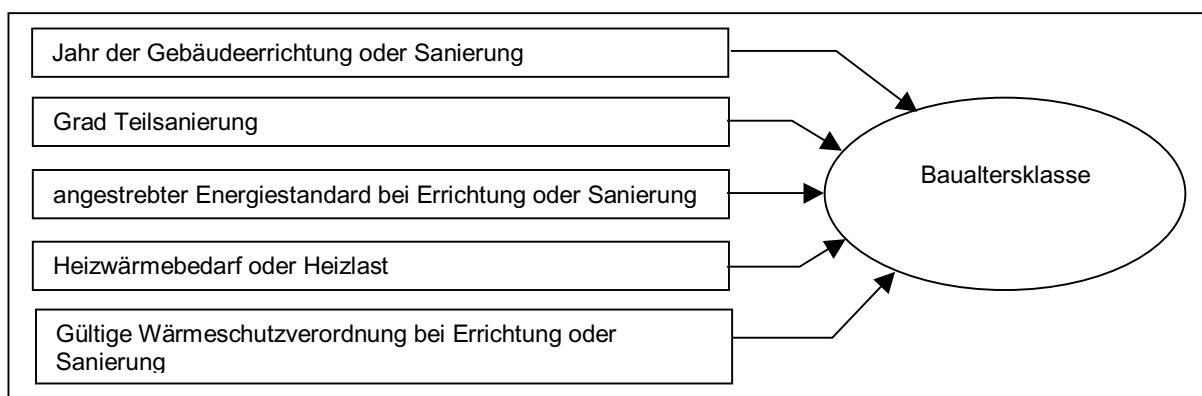 Jahr der Gebäudeerrichtung oder Sanierung
Grad Teilsanierung
angestrebter Energiestandard bei Errichtung oder Sanierung
Heizwärmebedarf oder Heizlast
Gültige Wärmeschutzverordnung bei Errichtung oder
Sanierung
Baualtersklasse